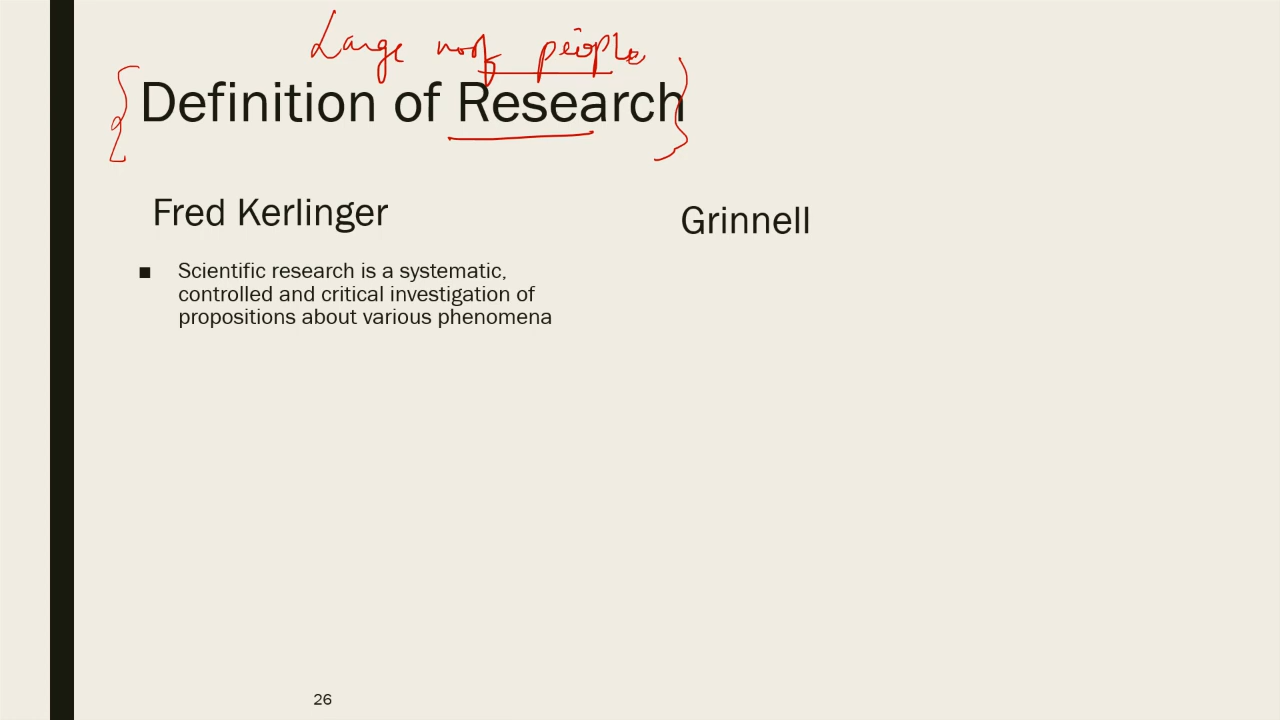 Large no of people
Definition of Research
Fred Kerlinger
■ Scientific research is a systematic,
controlled and critical investigation of
propositions about various phenomena
Grinnell
26